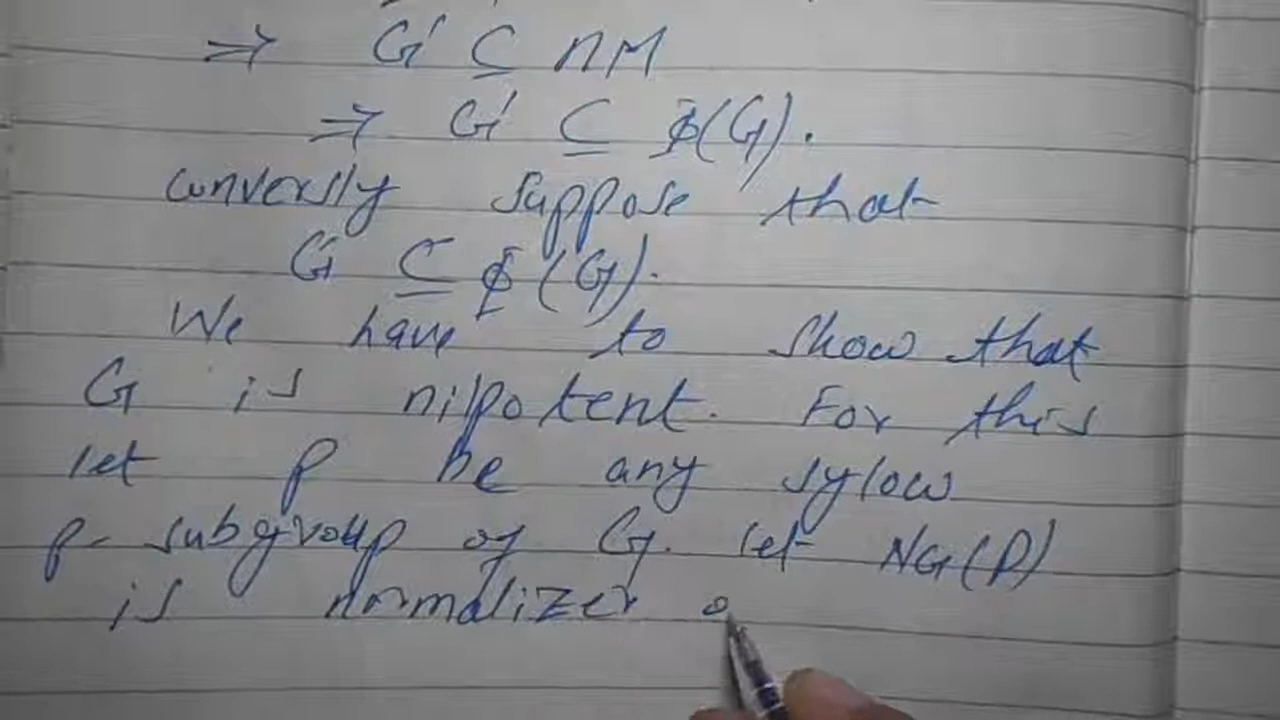 ⇒ G' ⊆ ∩M
⇒ G' ⊆ ϕ(G).
conversly suppose that
G' ⊆ ϕ(G).
We have to show that
G is nilpotent. For this
let P be any sylow
p-subgroup of G. let NG(P)
is normalizer o